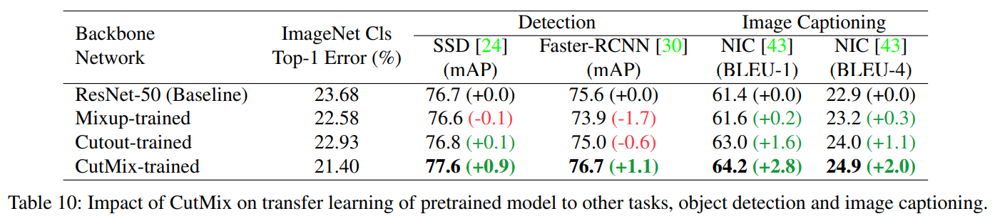 Backbone Network ImageNet Cls Top-1 Error (%) Detection Image Captioning
SSD [24] (mAP) Faster-RCNN [30] (mAP) NIC [43] (BLEU-1) NIC [43] (BLEU-4)
ResNet-50 (Baseline) 23.68 76.7 (+0.0) 75.6 (+0.0) 61.4 (+0.0) 22.9 (+0.0)
Mixup-trained 22.58 76.6 (-0.1) 73.9 (-1.7) 61.6 (+0.2) 23.2 (+0.3)
Cutout-trained 22.93 76.8 (+0.1) 75.0 (-0.6) 63.0 (+1.6) 24.0 (+1.1)
CutMix-trained 21.40 77.6 (+0.9) 76.7 (+1.1) 64.2 (+2.8) 24.9 (+2.0)
Table 10: Impact of CutMix on transfer learning of pretrained model to other tasks, object detection and image captioning.